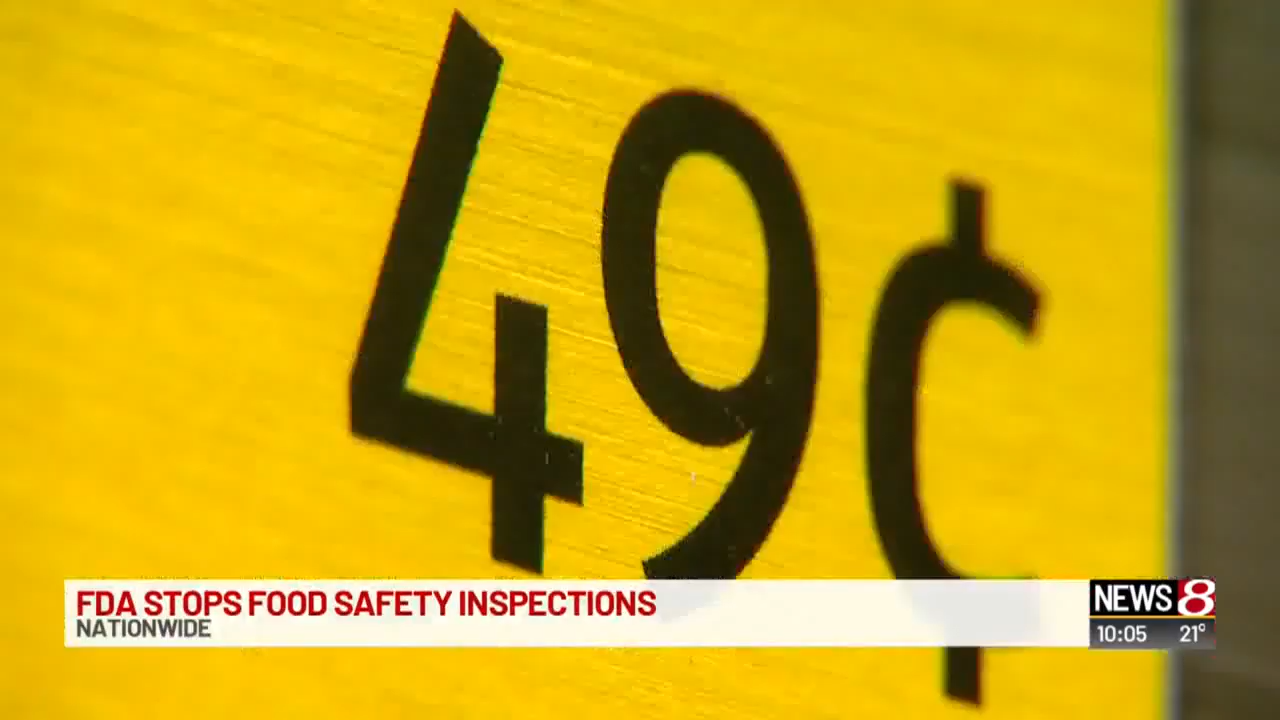 49¢
FDA STOPS FOOD SAFETY INSPECTIONS
NATIONWIDE
NEWS 8
10:05 21°